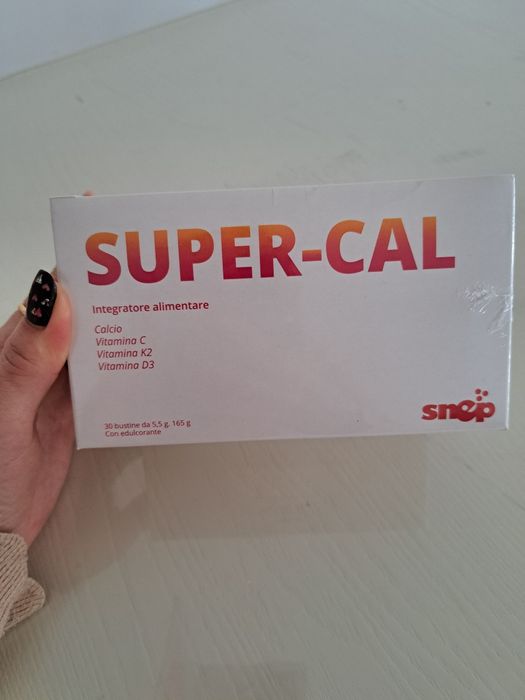 SUPER-CAL
Integratore alimentare
Calcio
Vitamina C
Vitamina K2
Vitamina D3
30 bustine da 5,5 g, 165 g
Con edulcorante
snep